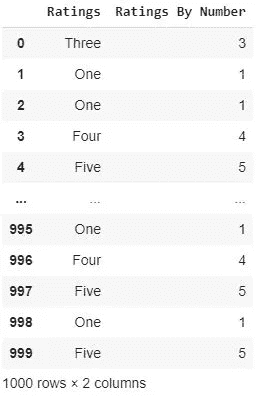 Ratings Ratings By Number
0 Three 3
1 One 1
2 One 1
3 Four 4
4 Five 5
... ... ...
995 One 1
996 Four 4
997 Five 5
998 One 1
999 Five 5
1000 rows × 2 columns